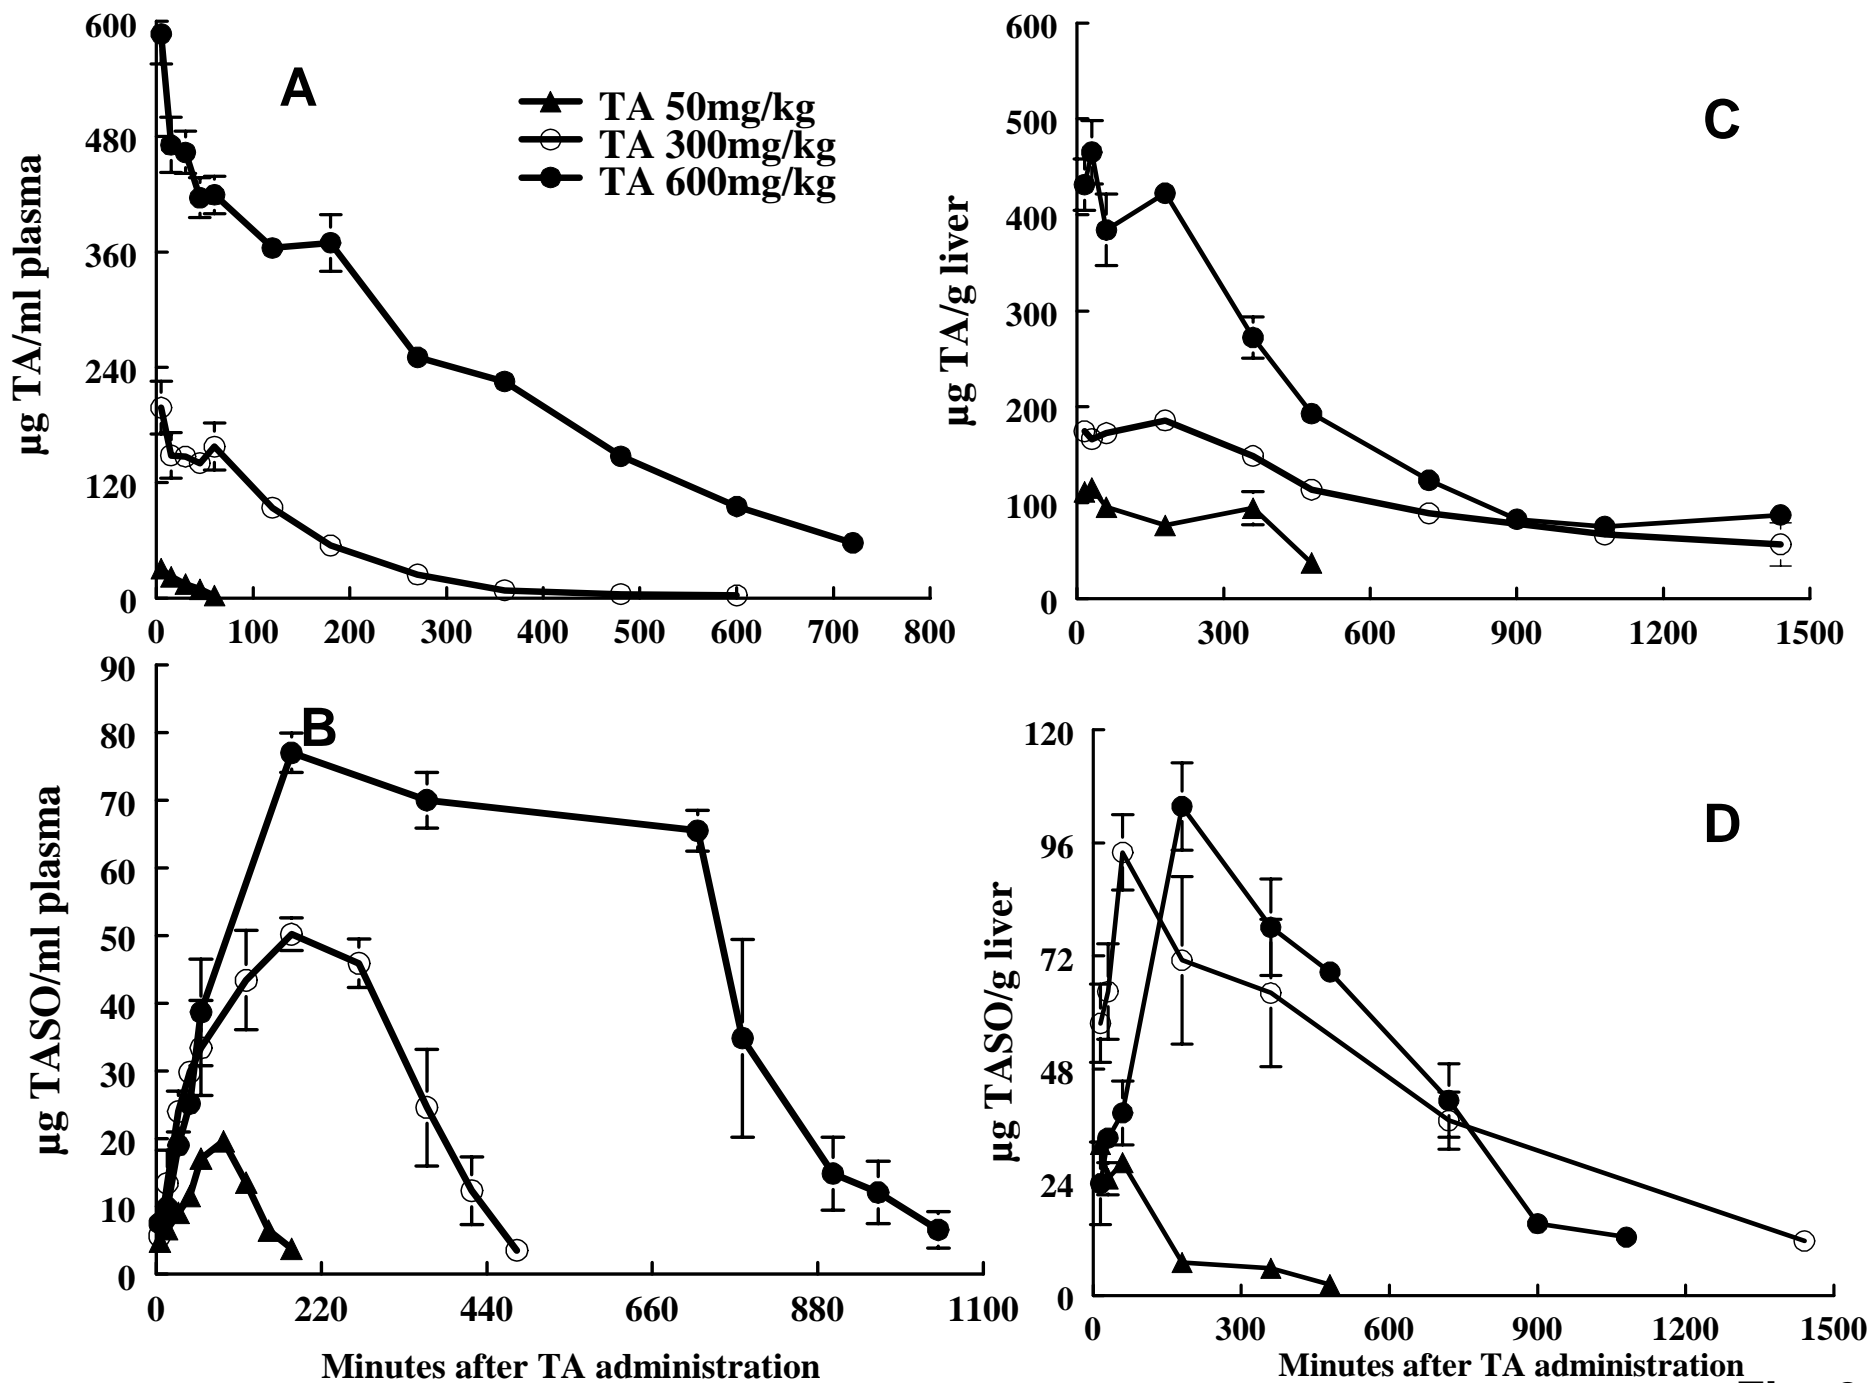 A
TA 50mg/kg
TA 300mg/kg
TA 600mg/kg
µg TA/ml plasma
600
480
360
240
120
0
0 100 200 300 400 500 600 700 800
C
µg TA/g liver
600
500
400
300
200
100
0
0 300 600 900 1200 1500
B
µg TASO/ml plasma
90
80
70
60
50
40
30
20
10
0
0 220 440 660 880 1100
Minutes after TA administration
D
µg TASO/g liver
120
96
72
48
24
0
0 300 600 900 1200 1500
Minutes after TA administration